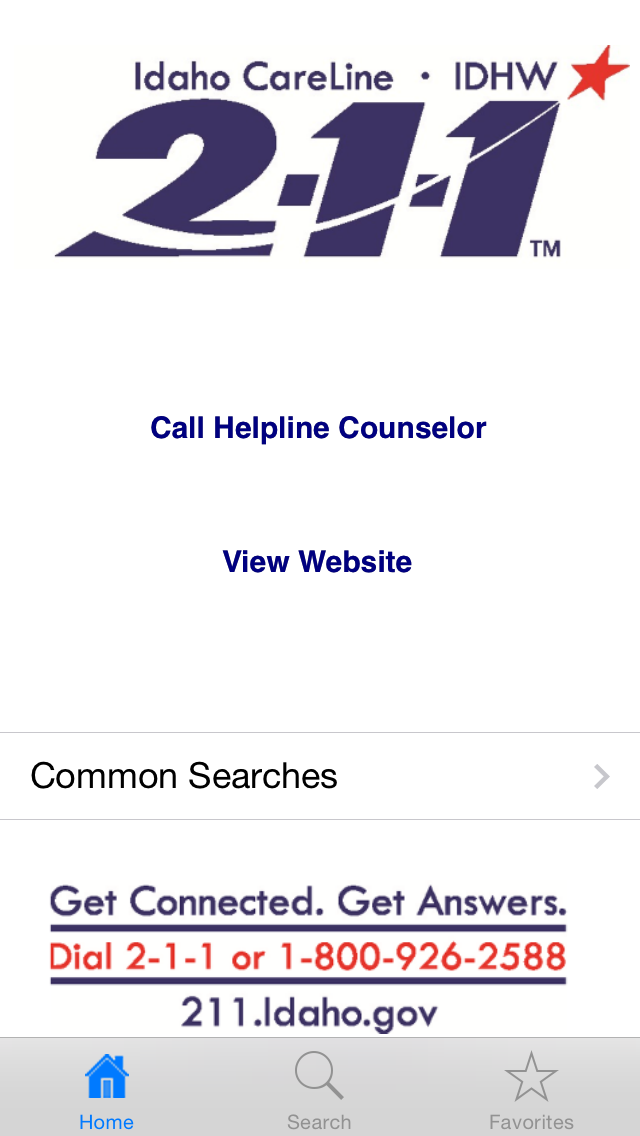 Idaho CareLine · IDHW
2-1-1
TM
Call Helpline Counselor
View Website
Common Searches
Get Connected. Get Answers.
Dial 2-1-1 or 1-800-926-2588
211.Idaho.gov
Home
Search
Favorites